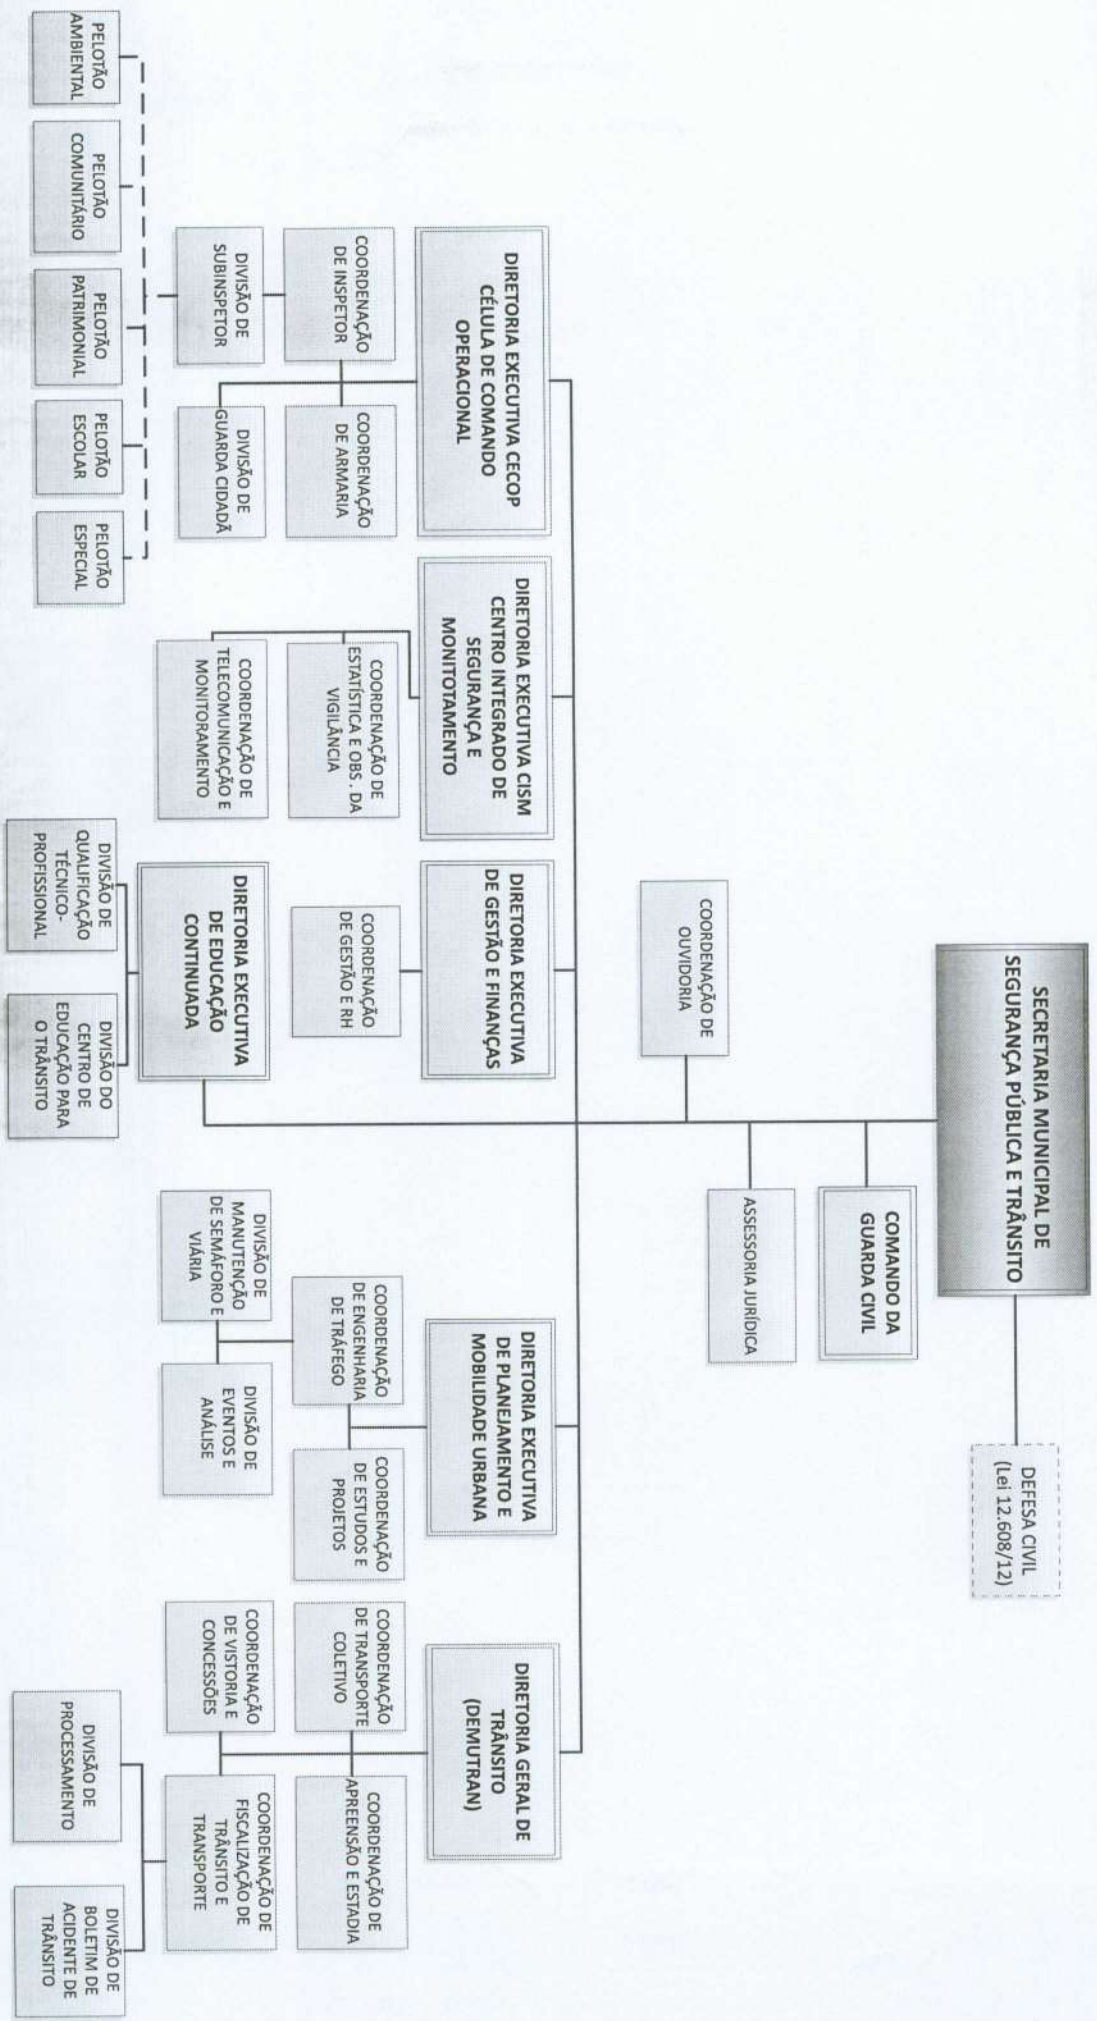 SECRETARIA MUNICIPAL DE
SEGURANÇA PÚBLICA E TRÂNSITO
DEFESA CIVIL
(Lei 12.608/12)
COMANDO DA
GUARDA CIVIL
ASSESSORIA JURÍDICA
COORDENAÇÃO DE
OUVIDORIA
DIRETORIA EXECUTIVA CECOP
CÉLULA DE COMANDO
OPERACIONAL
COORDENAÇÃO
DE INSPETOR
COORDENAÇÃO
DE ARMARIA
DIVISÃO DE
SUBINSPETOR
DIVISÃO DE
GUARDA CIDADÃ
PELOTÃO
AMBIENTAL
PELOTÃO
COMUNITÁRIO
PELOTÃO
PATRIMONIAL
PELOTÃO
ESCOLAR
PELOTÃO
ESPECIAL
DIRETORIA EXECUTIVA CISM
CENTRO INTEGRADO DE
SEGURANÇA E
MONITOTAMENTO
COORDENAÇÃO DE
ESTATÍSTICA E OBS . DA
VIGILÂNCIA
COORDENAÇÃO DE
TELECOMUNICAÇÃO E
MONITORAMENTO
DIRETORIA EXECUTIVA
DE GESTÃO E FINANÇAS
COORDENAÇÃO
DE GESTÃO E RH
DIRETORIA EXECUTIVA
DE EDUCAÇÃO
CONTINUADA
DIVISÃO DE
QUALIFICAÇÃO
TÉCNICO-
PROFISSIONAL
DIVISÃO DO
CENTRO DE
EDUCAÇÃO PARA
O TRÂNSITO
DIRETORIA EXECUTIVA
DE PLANEJAMENTO E
MOBILIDADE URBANA
COORDENAÇÃO
DE ENGENHARIA
DE TRÁFEGO
COORDENAÇÃO
DE ESTUDOS E
PROJETOS
DIVISÃO DE
MANUTENÇÃO
DE SEMÁFORO E
VIÁRIA
DIVISÃO DE
EVENTOS E
ANÁLISE
DIRETORIA GERAL DE
TRÂNSITO
(DEMUTRAN)
COORDENAÇÃO
DE TRANSPORTE
COLETIVO
COORDENAÇÃO DE
APREENSÃO E ESTADIA
COORDENAÇÃO
DE VISTORIA E
CONCESSÕES
COORDENAÇÃO DE
FISCALIZAÇÃO DE
TRÂNSITO E
TRANSPORTE
DIVISÃO DE
PROCESSAMENTO
DIVISÃO DE
BOLETIM DE
ACIDENTE DE
TRÂNSITO